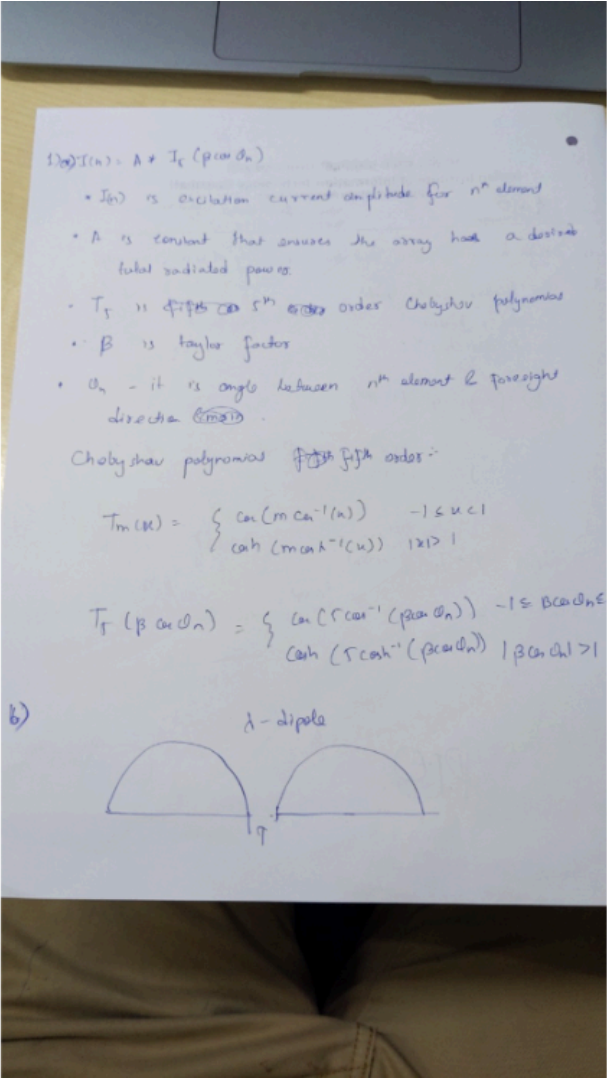 1)a) I(n) = A * T5 (β cos θn)
• I(n) is excitation current amplitude for nth element
• A is constant that ensures the array has a desired
total radiated power.
- T5 is 5th order Chebyshev polynomial
• β is taylor factor
• θn - it is angle between nth element & foresight
direction
Chebyshav polynomial fifth order :-
Tm(x) = { cos (m cos⁻¹(x)) -1 ≤ x < 1
cosh (m cosh⁻¹(x)) |x| > 1
T5 (β cos θn) = { cos (5 cos⁻¹ (β cos θn)) -1 ≤ β cos θn ≤
cosh (5 cosh⁻¹ (β cos θn)) |β cos θn| > 1
b)
λ - dipole